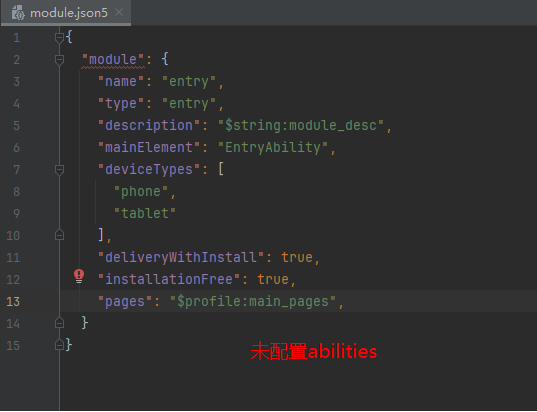 module.json5
1 {
2 "module": {
3 "name": "entry",
4 "type": "entry",
5 "description": "$string:module_desc",
6 "mainElement": "EntryAbility",
7 "deviceTypes": [
8 "phone",
9 "tablet"
10 ],
11 "deliveryWithInstall": true,
12 "installationFree": true,
13 "pages": "$profile:main_pages",
14 }
15 }
未配置abilities